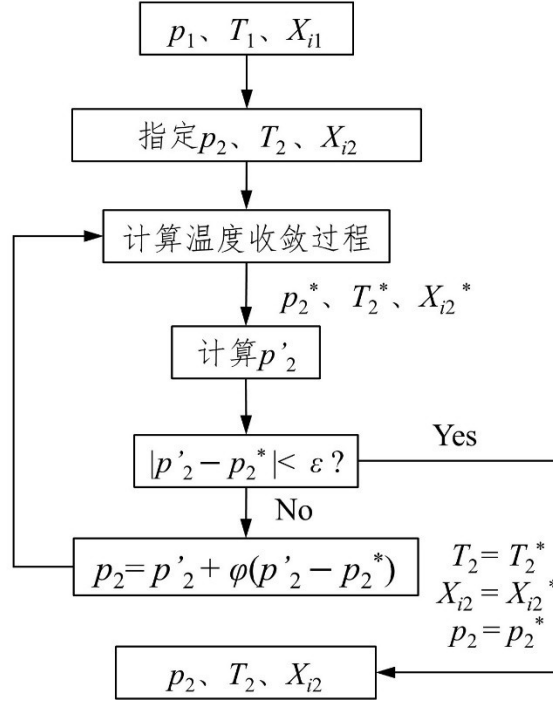 p₁、T₁、Xᵢ₁
指定p₂、T₂、Xᵢ₂
计算温度收敛过程
p₂*、T₂*、Xᵢ₂*
计算p’₂
|p’₂ − p₂*| < ε ?
Yes
No
p₂= p’₂ + φ(p’₂ − p₂*)
T₂= T₂*
Xᵢ₂ = Xᵢ₂*
p₂ = p₂*
p₂、T₂、Xᵢ₂